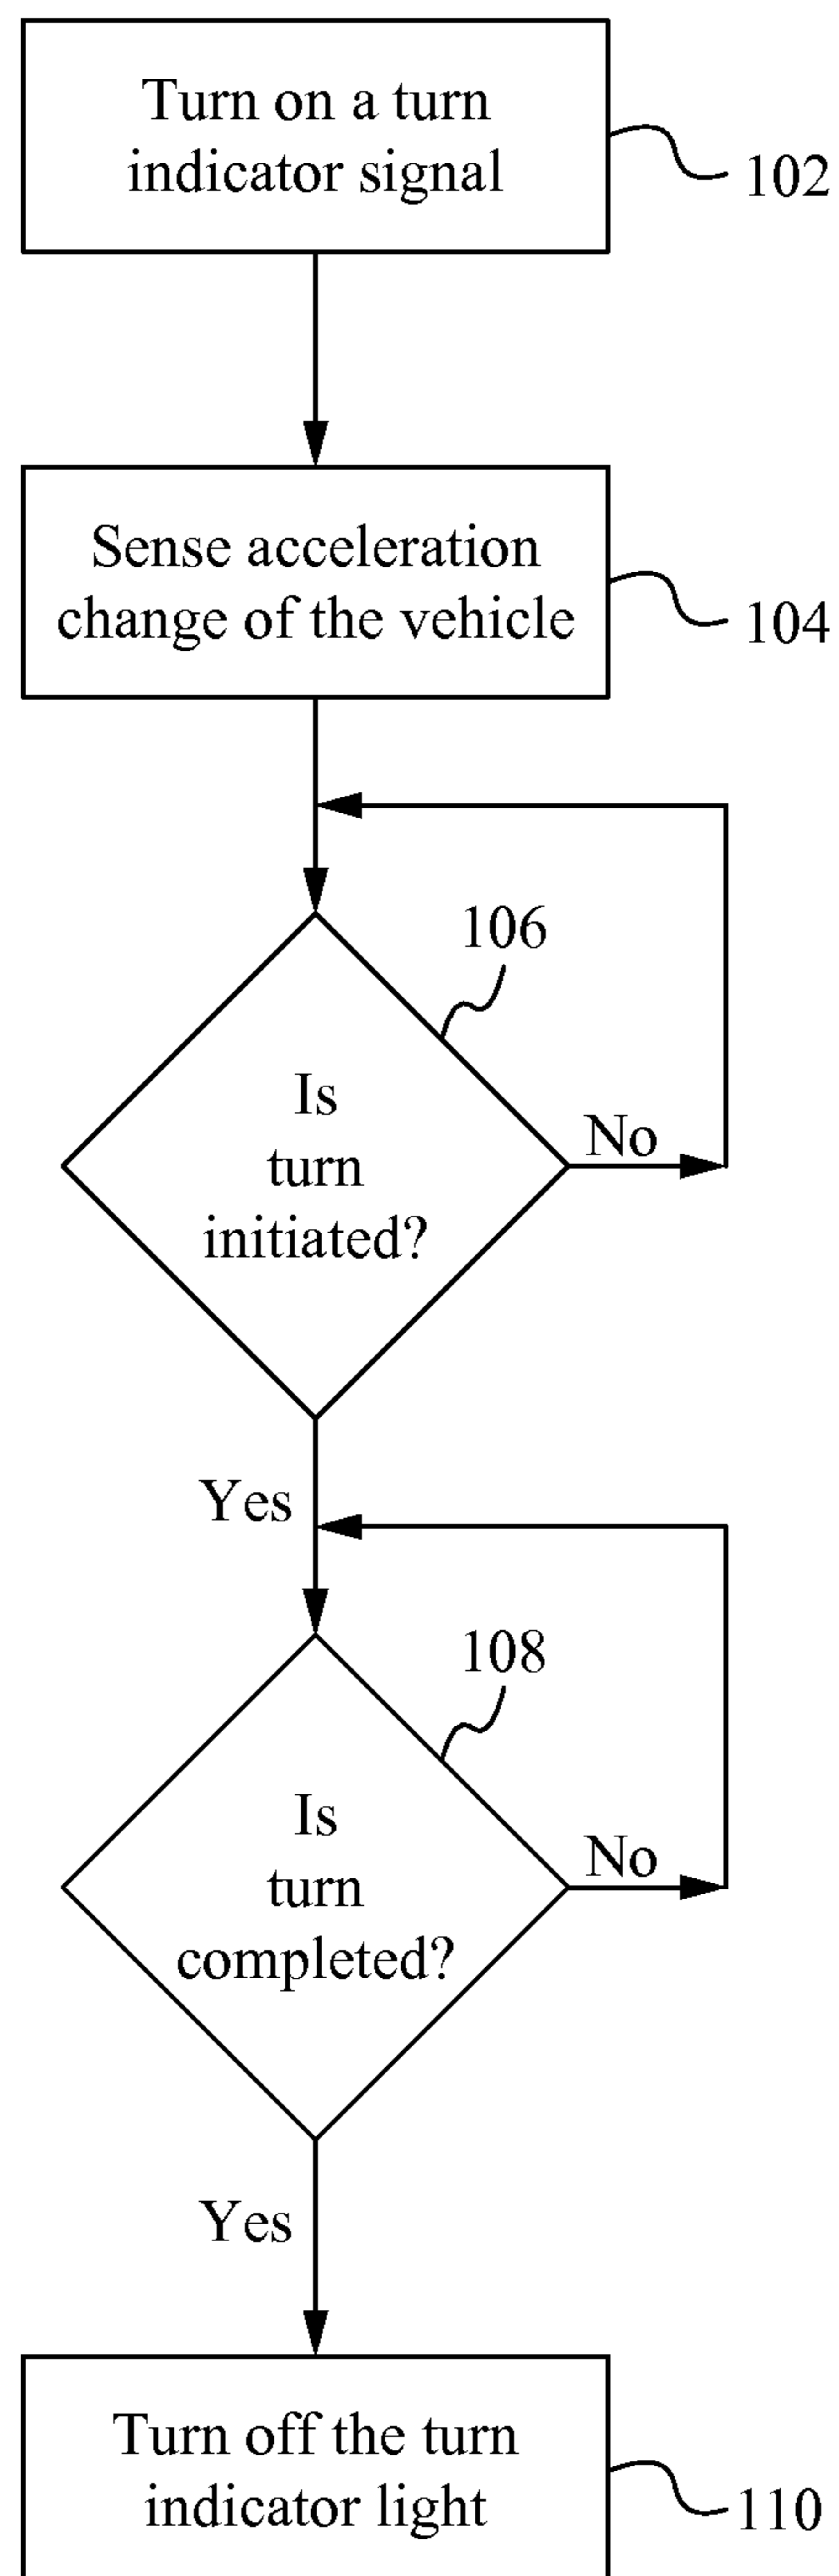 Turn on a turn
indicator signal
102
Sense acceleration
change of the vehicle
104
106
Is
turn
initiated?
No
Yes
108
Is
turn
completed?
No
Yes
Turn off the turn
indicator light
110